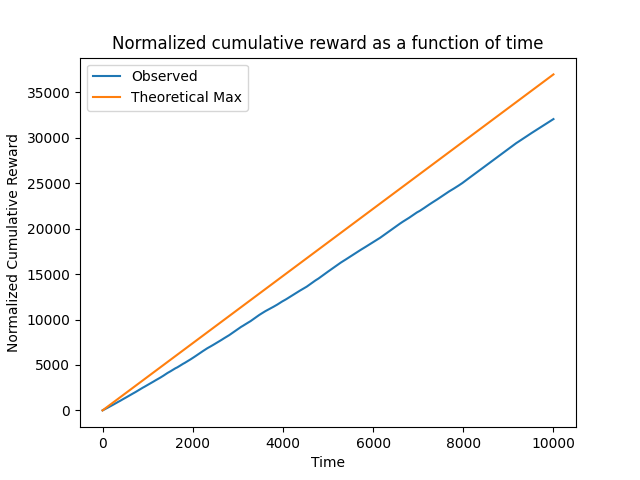 Normalized cumulative reward as a function of time
Observed
Theoretical Max
Normalized Cumulative Reward
35000
30000
25000
20000
15000
10000
5000
0
0 2000 4000 6000 8000 10000
Time